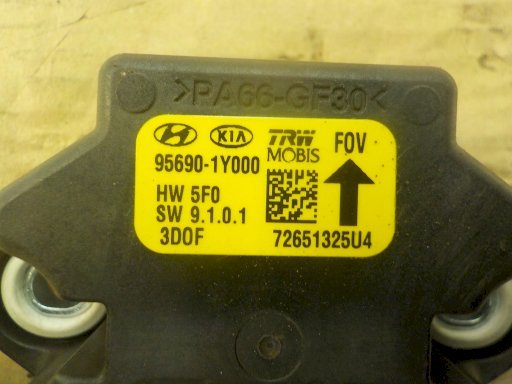 >PA66-GF30<
KIA TRW FOV
95690-1Y000 MOBIS
HW 5F0
SW 9.1.0.1
3DOF 72651325U4